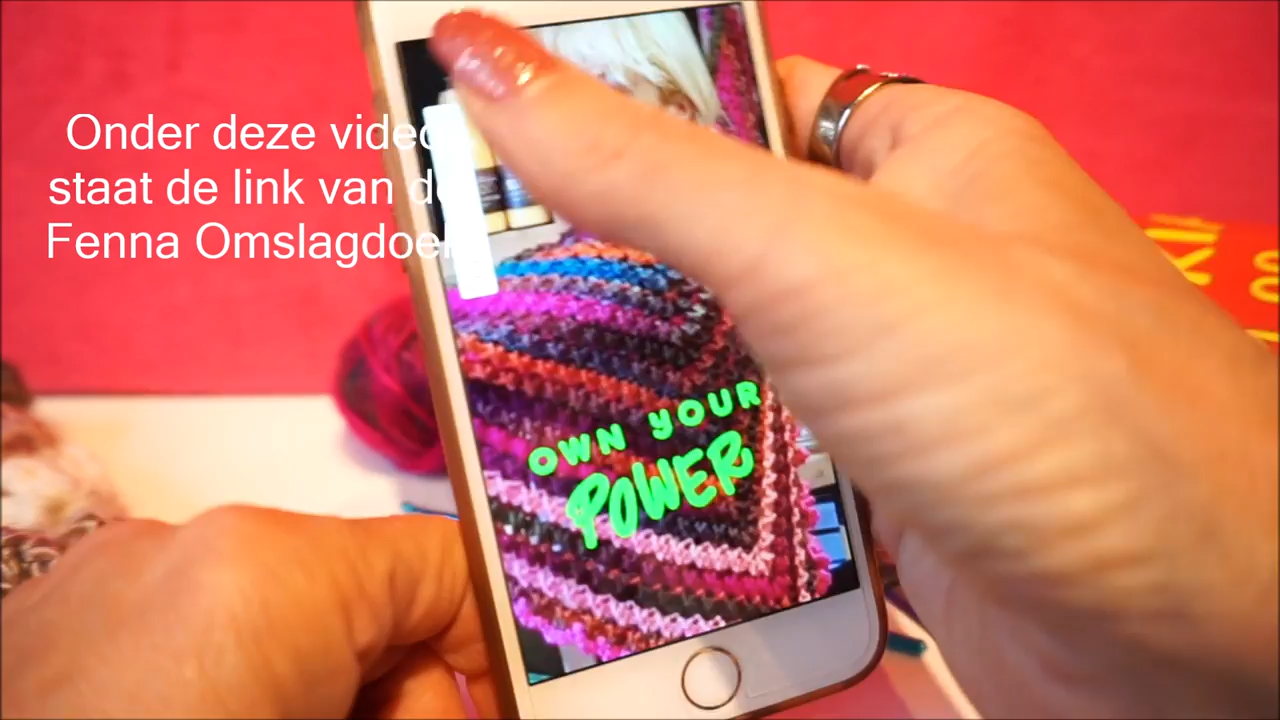 Onder deze video
staat de link van de
Fenna Omslagdoek
OWN YOUR
POWER